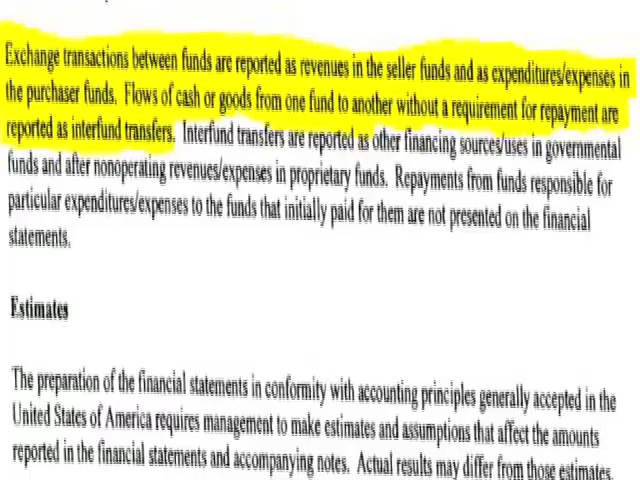 Exchange transactions between funds are reported as revenues in the seller funds and as expenditures/expenses in
the purchaser funds. Flows of cash or goods from one fund to another without a requirement for repayment are
reported as interfund transfers. Interfund transfers are reported as other financing sources/uses in governmental
funds and after nonoperating revenues/expenses in proprietary funds. Repayments from funds responsible for
particular expenditures/expenses to the funds that initially paid for them are not presented on the financial
statements.
Estimates
The preparation of the financial statements in conformity with accounting principles generally accepted in the
United States of America requires management to make estimates and assumptions that affect the amounts
reported in the financial statements and accompanying notes. Actual results may differ from those estimates.